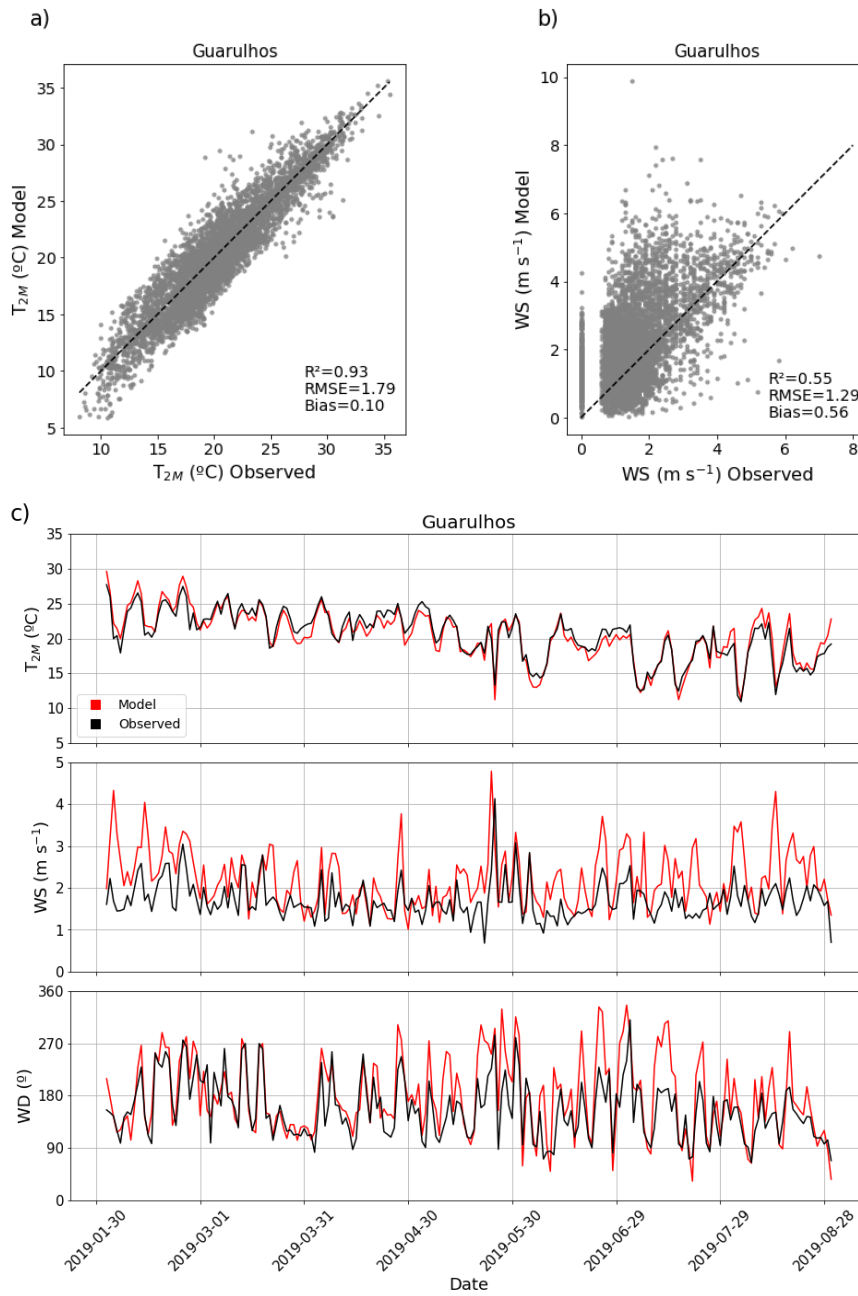 a)
Guarulhos
35
30
25
20
15
10
5
T2M (ºC) Model
10 15 20 25 30 35
T2M (ºC) Observed
R²=0.93
RMSE=1.79
Bias=0.10
b)
Guarulhos
10
8
6
4
2
0
WS (m s⁻¹) Model
0 2 4 6 8
WS (m s⁻¹) Observed
R²=0.55
RMSE=1.29
Bias=0.56
c)
Guarulhos
35
30
25
20
15
10
5
T2M (ºC)
Model
Observed
5
4
3
2
1
0
WS (m s⁻¹)
360
270
180
90
0
WD (º)
2019-01-30 2019-03-01 2019-03-31 2019-04-30 2019-05-30 2019-06-29 2019-07-29 2019-08-28
Date